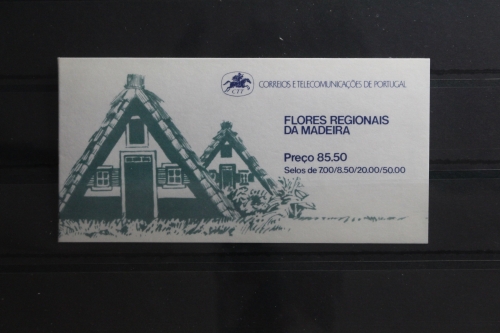 CTT
CORREIOS E TELECOMUNICAÇÕES DE PORTUGAL
FLORES REGIONAIS
DA MADEIRA
Preço 85.50
Selos de 7.00/8.50/20.00/50.00